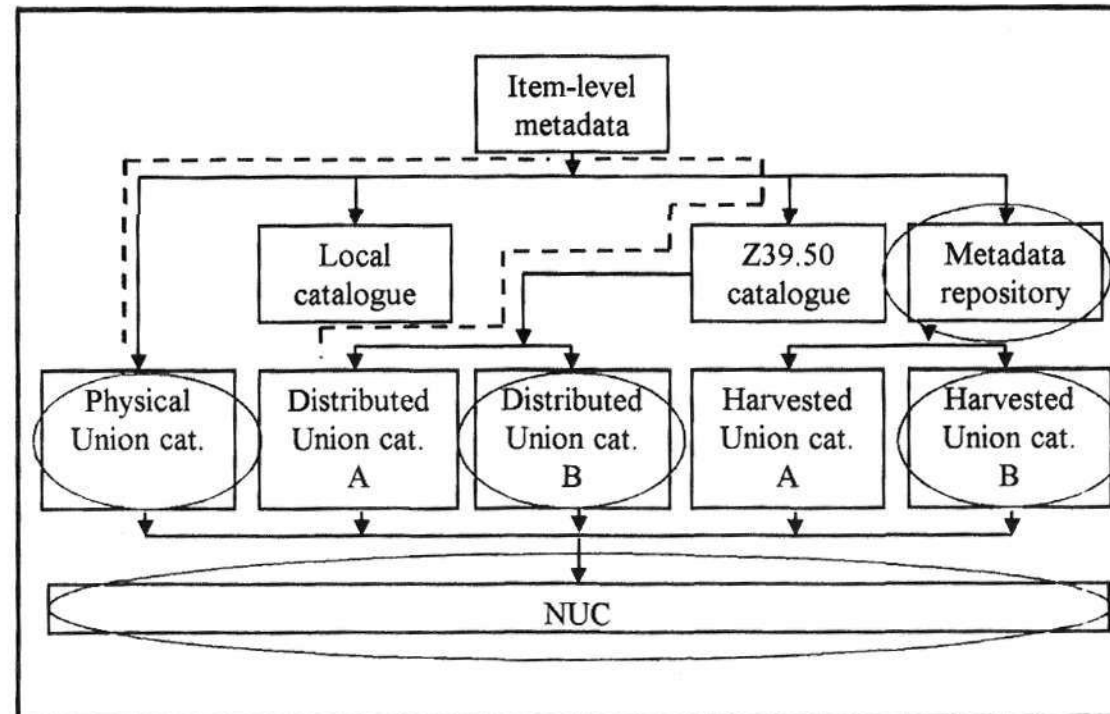 Item-level
metadata
Local
catalogue
Z39.50
catalogue
Metadata
repository
Physical
Union cat.
Distributed
Union cat.
A
Distributed
Union cat.
B
Harvested
Union cat.
A
Harvested
Union cat.
B
NUC